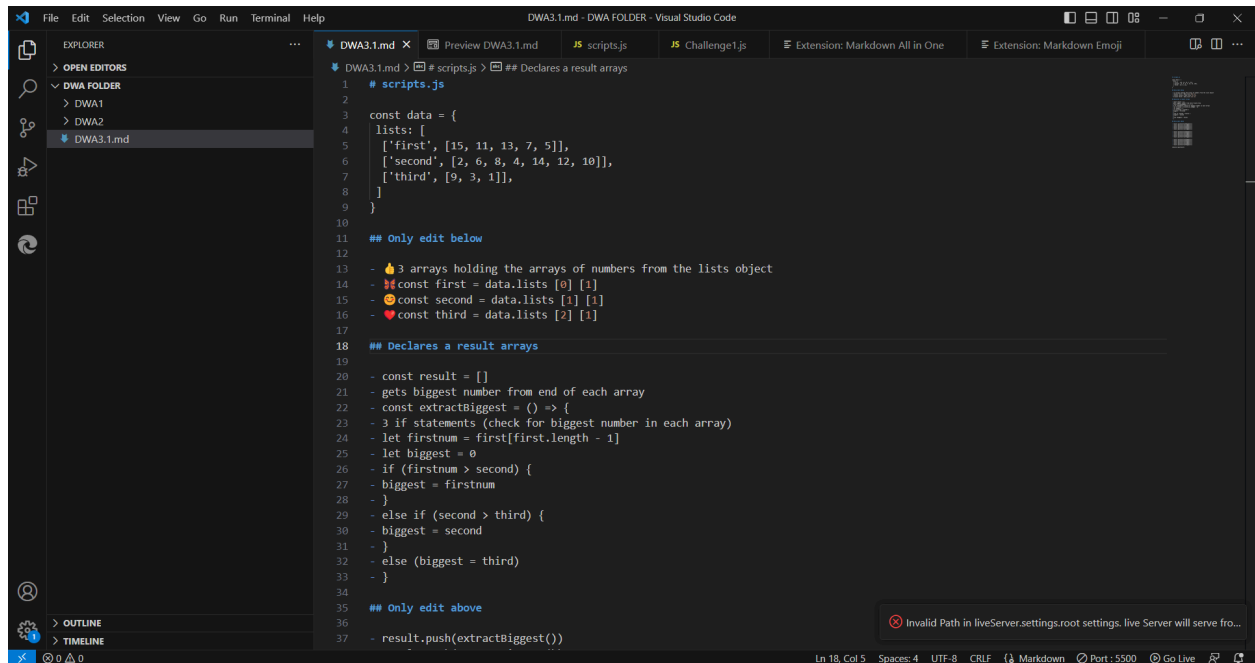 File Edit Selection View Go Run Terminal Help
DWA3.1.md - DWA FOLDER - Visual Studio Code
EXPLORER
OPEN EDITORS
DWA FOLDER
DWA1
DWA2
DWA3.1.md
OUTLINE
TIMELINE
DWA3.1.md Preview DWA3.1.md JS scripts.js JS Challenge1.js Extension: Markdown All in One Extension: Markdown Emoji
DWA3.1.md > # scripts.js > ## Declares a result arrays
1 # scripts.js
2
3 const data = {
4 lists: [
5 ['first', [15, 11, 13, 7, 5]],
6 ['second', [2, 6, 8, 4, 14, 12, 10]],
7 ['third', [9, 3, 1]],
8 ]
9 }
10
11 ## Only edit below
12
13 - 👍3 arrays holding the arrays of numbers from the lists object
14 - 🎀const first = data.lists [0] [1]
15 - 😊const second = data.lists [1] [1]
16 - ❤️const third = data.lists [2] [1]
17
18 ## Declares a result arrays
19
20 - const result = []
21 - gets biggest number from end of each array
22 - const extractBiggest = () => {
23 - 3 if statements (check for biggest number in each array)
24 - let firstnum = first[first.length - 1]
25 - let biggest = 0
26 - if (firstnum > second) {
27 - biggest = firstnum
28 - }
29 - else if (second > third) {
30 - biggest = second
31 - }
32 - else (biggest = third)
33 - }
34
35 ## Only edit above
36
37 - result.push(extractBiggest())
Invalid Path in liveServer.settings.root settings. live Server will serve fro...
1
0 0 Ln 18, Col 5 Spaces: 4 UTF-8 CRLF Markdown Port : 5500 Go Live